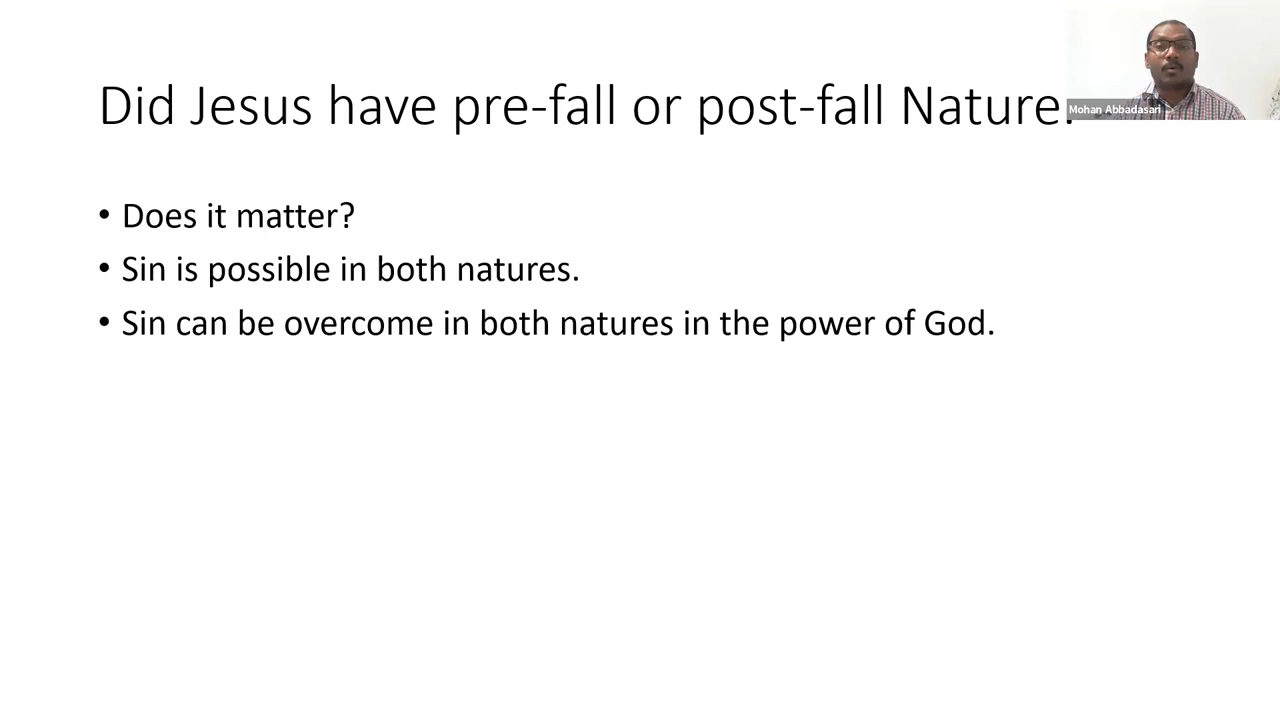 Did Jesus have pre-fall or post-fall Nature.
Mohan Abbadasari
• Does it matter?
• Sin is possible in both natures.
• Sin can be overcome in both natures in the power of God.